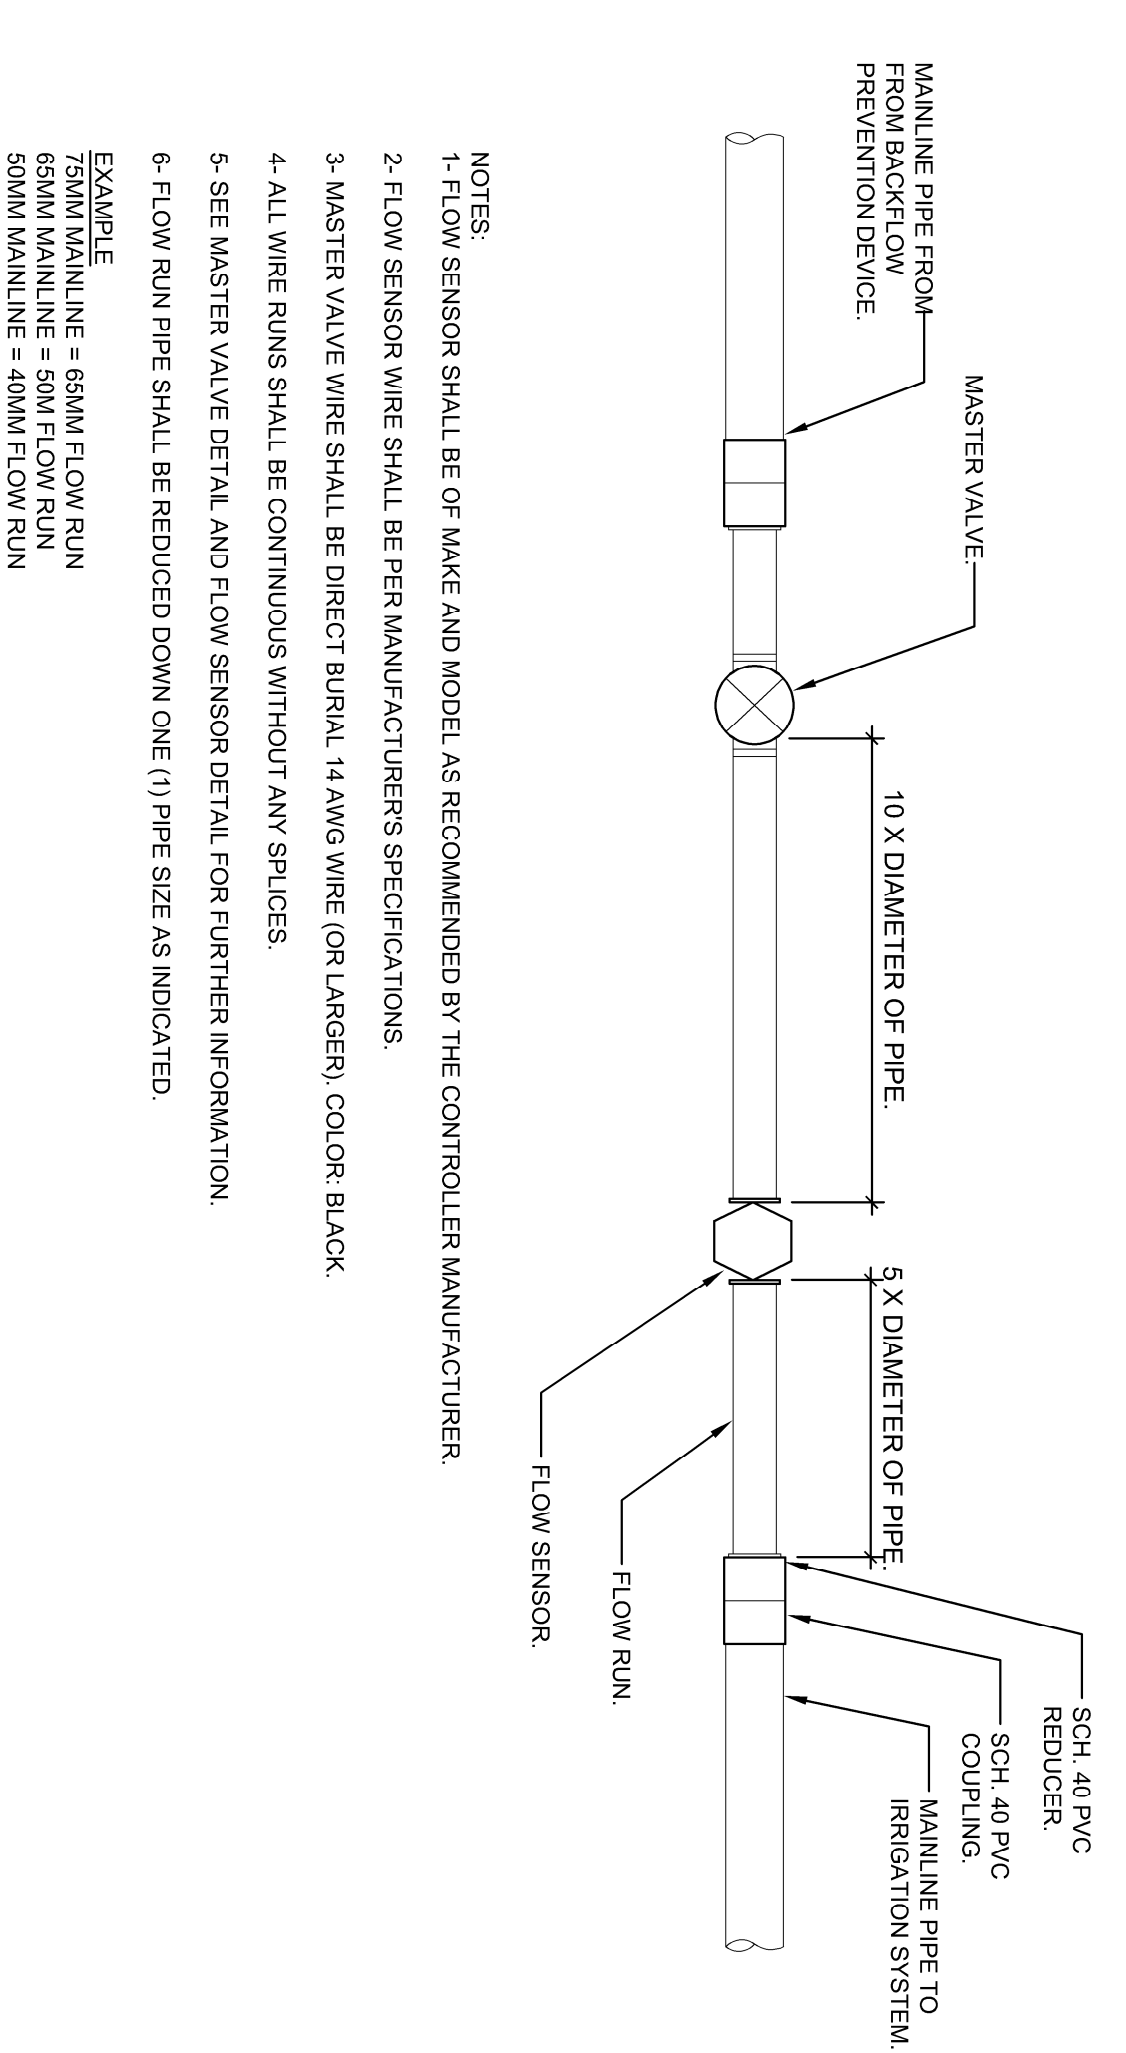 MAINLINE PIPE FROM
FROM BACKFLOW
PREVENTION DEVICE.
MASTER VALVE.
10 X DIAMETER OF PIPE.
5 X DIAMETER OF PIPE.
SCH. 40 PVC
REDUCER.
SCH. 40 PVC
COUPLING.
MAINLINE PIPE TO
IRRIGATION SYSTEM.
FLOW RUN.
FLOW SENSOR.
NOTES:
1- FLOW SENSOR SHALL BE OF MAKE AND MODEL AS RECOMMENDED BY THE CONTROLLER MANUFACTURER.
2- FLOW SENSOR WIRE SHALL BE PER MANUFACTURER'S SPECIFICATIONS.
3- MASTER VALVE WIRE SHALL BE DIRECT BURIAL 14 AWG WIRE (OR LARGER). COLOR: BLACK.
4- ALL WIRE RUNS SHALL BE CONTINUOUS WITHOUT ANY SPLICES.
5- SEE MASTER VALVE DETAIL AND FLOW SENSOR DETAIL FOR FURTHER INFORMATION.
6- FLOW RUN PIPE SHALL BE REDUCED DOWN ONE (1) PIPE SIZE AS INDICATED.
EXAMPLE
75MM MAINLINE = 65MM FLOW RUN
65MM MAINLINE = 50M FLOW RUN
50MM MAINLINE = 40MM FLOW RUN